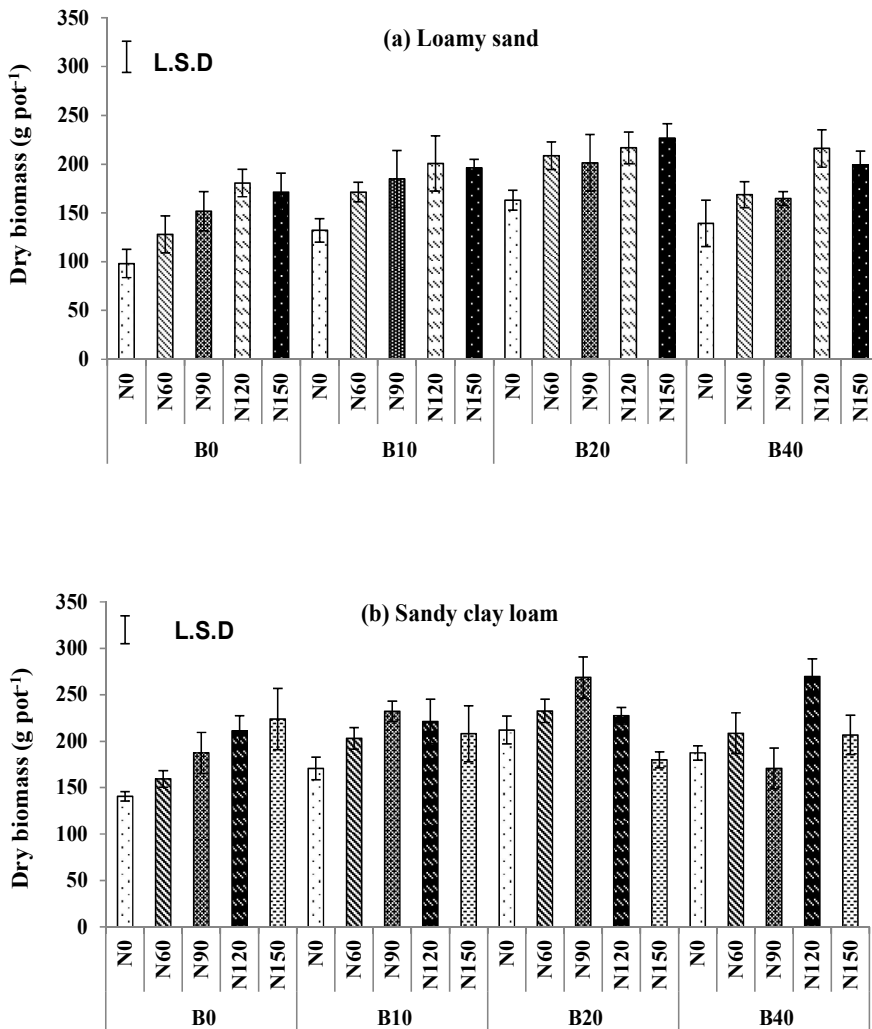 (a) Loamy sand
L.S.D
Dry biomass (g pot-1)
350
300
250
200
150
100
50
0
N0 N60 N90 N120 N150 N0 N60 N90 N120 N150 N0 N60 N90 N120 N150 N0 N60 N90 N120 N150
B0 B10 B20 B40
(b) Sandy clay loam
L.S.D
Dry biomass (g pot-1)
350
300
250
200
150
100
50
0
N0 N60 N90 N120 N150 N0 N60 N90 N120 N150 N0 N60 N90 N120 N150 N0 N60 N90 N120 N150
B0 B10 B20 B40